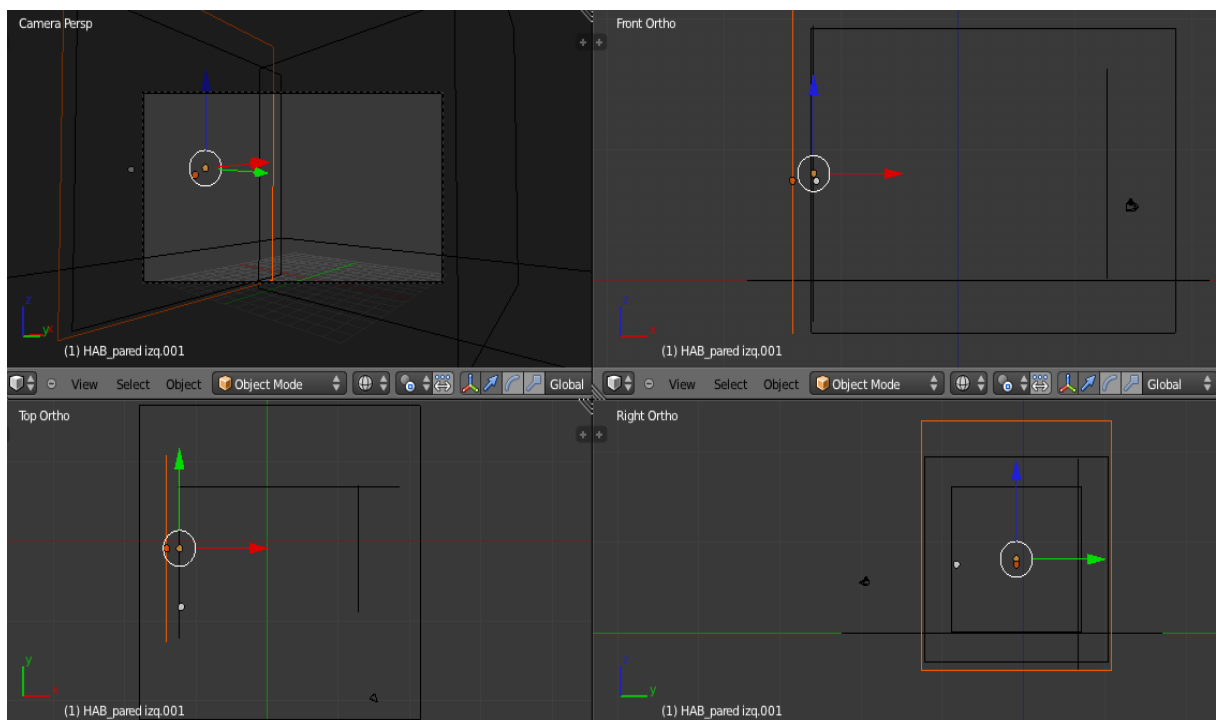 Camera Persp
z
y x
(1) HAB_pared izq.001
Front Ortho
z
x
(1) HAB_pared izq.001
View Select Object Object Mode Global
View Select Object Object Mode Global
Top Ortho
y
x
(1) HAB_pared izq.001
Right Ortho
z
y
(1) HAB_pared izq.001